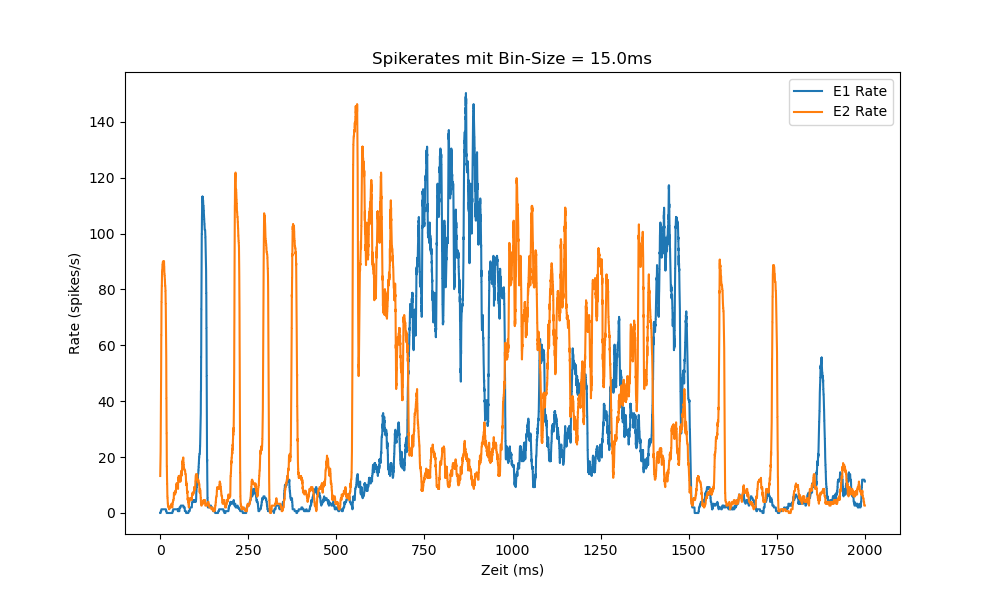 Spikerates mit Bin-Size = 15.0ms
E1 Rate
E2 Rate
140
120
100
80
60
40
20
0
Rate (spikes/s)
0 250 500 750 1000 1250 1500 1750 2000
Zeit (ms)